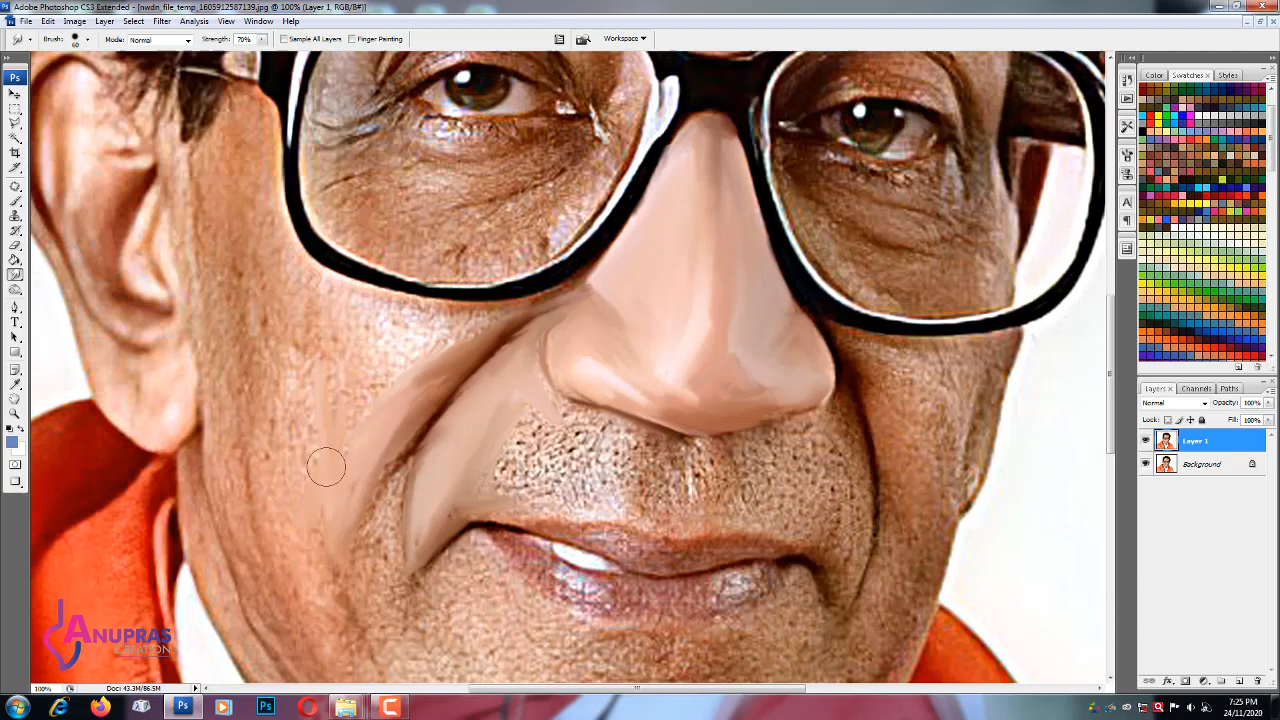 Adobe Photoshop CS3 Extended - [nwdn_file_temp_1605912587139.jpg @ 100% (Layer 1, RGB/8#)]
File Edit Image Layer Select Filter Analysis View Window Help
Brush: 60 Mode: Normal Strength: 70% Sample All Layers Finger Painting Workspace
Color Swatches Styles
Layers Channels Paths
Normal Opacity: 100%
Lock: Fill: 100%
Layer 1
Background
ANUPRAS
CREATION
100% Doc: 43.3M/86.5M
7:25 PM
24/11/2020